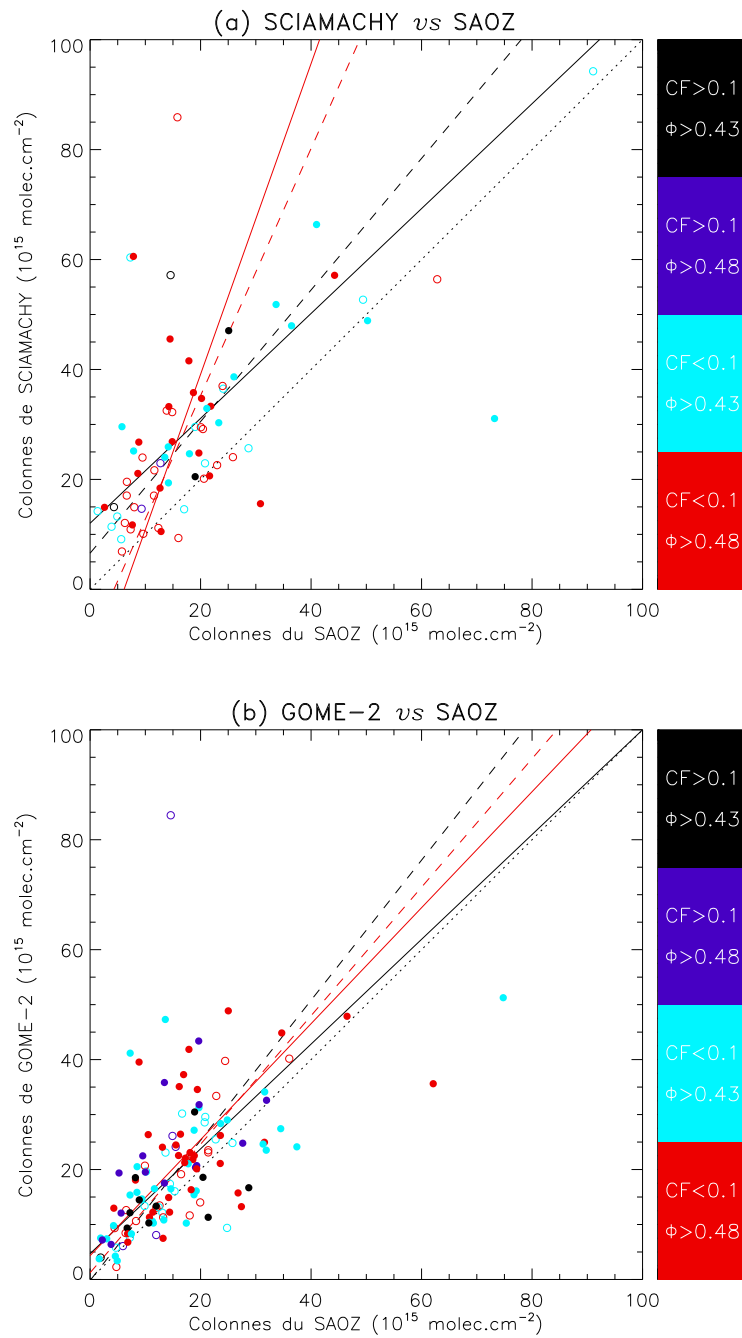 (a) SCIAMACHY vs SAOZ
Colonnes de SCIAMACHY (10¹⁵ molec.cm⁻²)
100
80
60
40
20
0
0 20 40 60 80 100
Colonnes du SAOZ (10¹⁵ molec.cm⁻²)
CF>0.1
Φ>0.43
CF>0.1
Φ>0.48
CF<0.1
Φ>0.43
CF<0.1
Φ>0.48
(b) GOME−2 vs SAOZ
Colonnes de GOME−2 (10¹⁵ molec.cm⁻²)
100
80
60
40
20
0
0 20 40 60 80 100
Colonnes du SAOZ (10¹⁵ molec.cm⁻²)
CF>0.1
Φ>0.43
CF>0.1
Φ>0.48
CF<0.1
Φ>0.43
CF<0.1
Φ>0.48